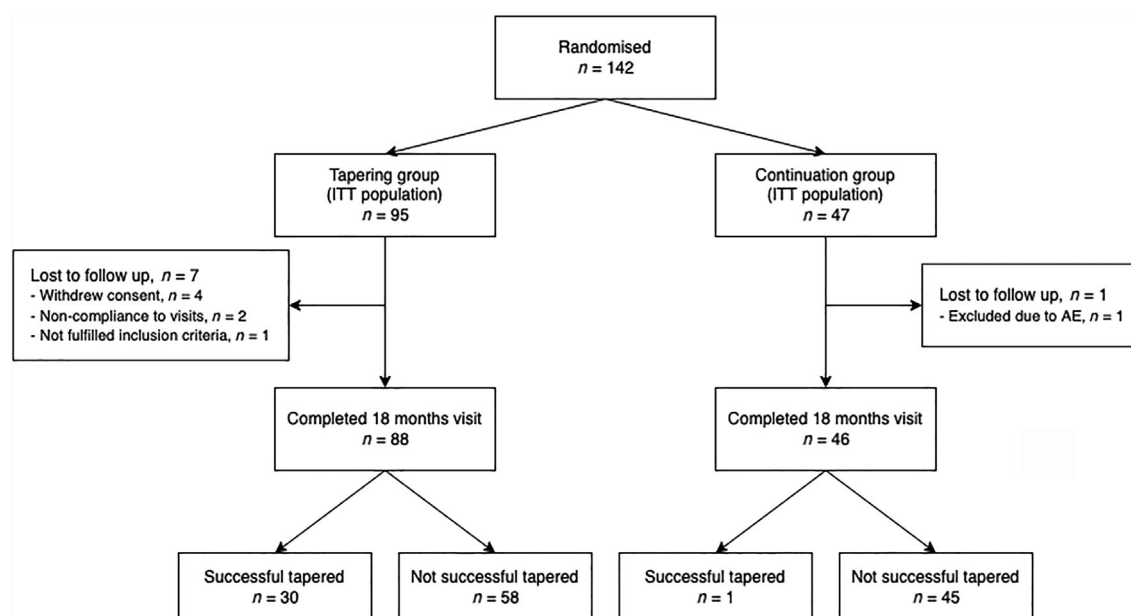 Randomised
n = 142
Tapering group
(ITT population)
n = 95
Continuation group
(ITT population)
n = 47
Lost to follow up, n = 7
- Withdrew consent, n = 4
- Non-compliance to visits, n = 2
- Not fulfilled inclusion criteria, n = 1
Lost to follow up, n = 1
- Excluded due to AE, n = 1
Completed 18 months visit
n = 88
Completed 18 months visit
n = 46
Successful tapered
n = 30
Not successful tapered
n = 58
Successful tapered
n = 1
Not successful tapered
n = 45